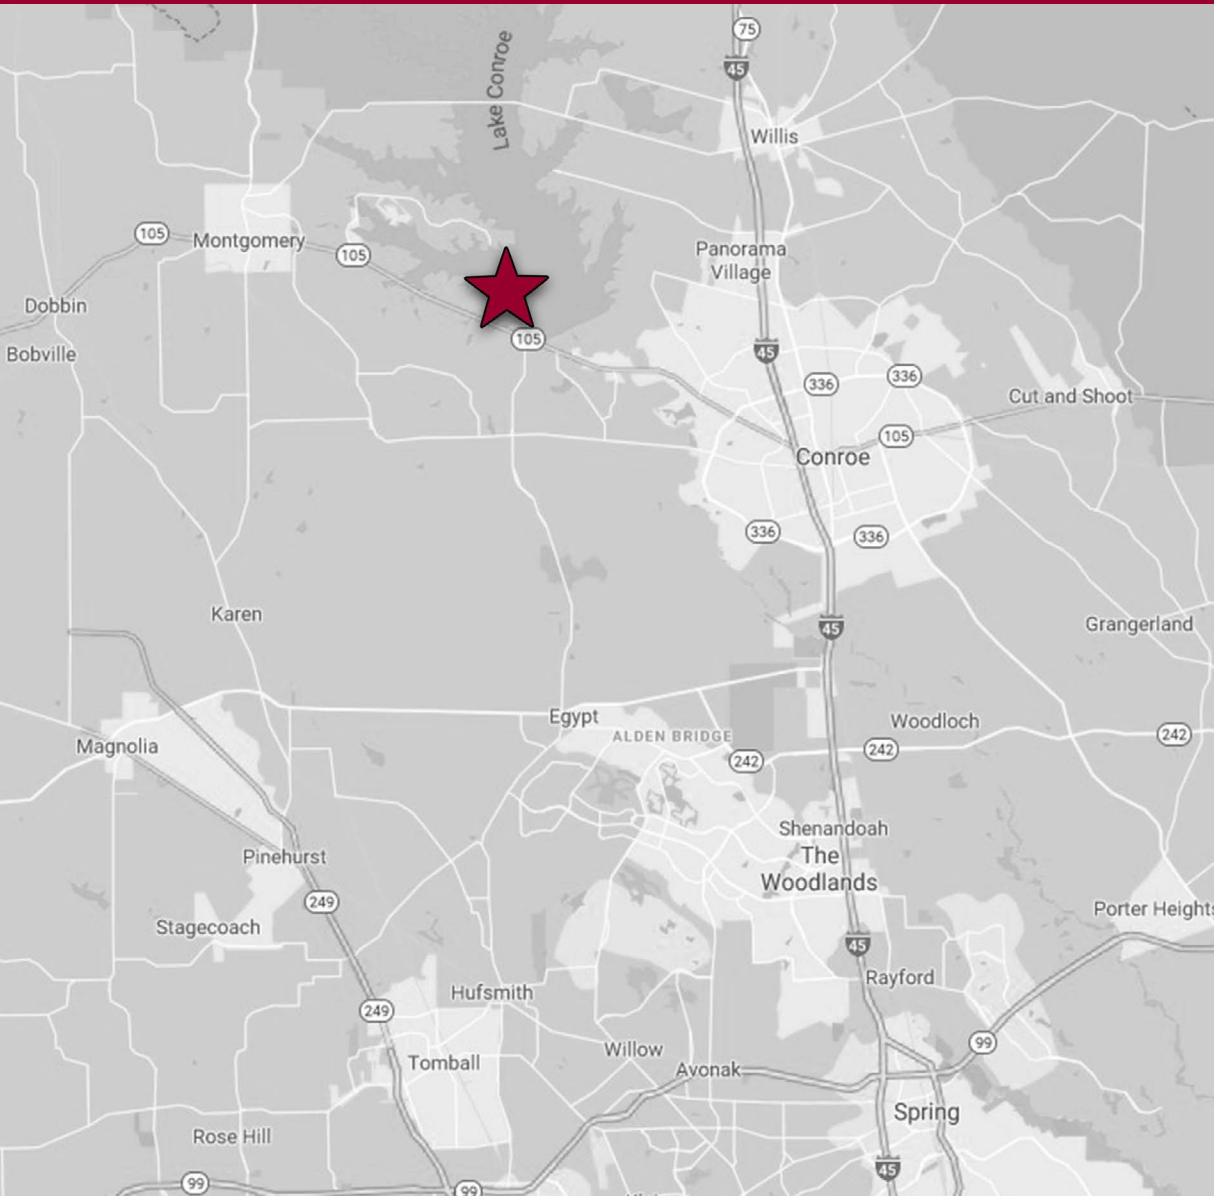 75
45
Lake Conroe
Willis
105
Montgomery
105
Panorama
Village
Dobbin
105
Bobville
45
336
336
Cut and Shoot
105
Conroe
336
336
Karen
45
Grangerland
Egypt
Woodloch
ALDEN BRIDGE
242
Magnolia
242
242
Shenandoah
Pinehurst
The
Woodlands
249
Porter Heights
Stagecoach
45
Rayford
Hufsmith
249
99
Willow
Tomball
Avonak
Spring
Rose Hill
45
99
99